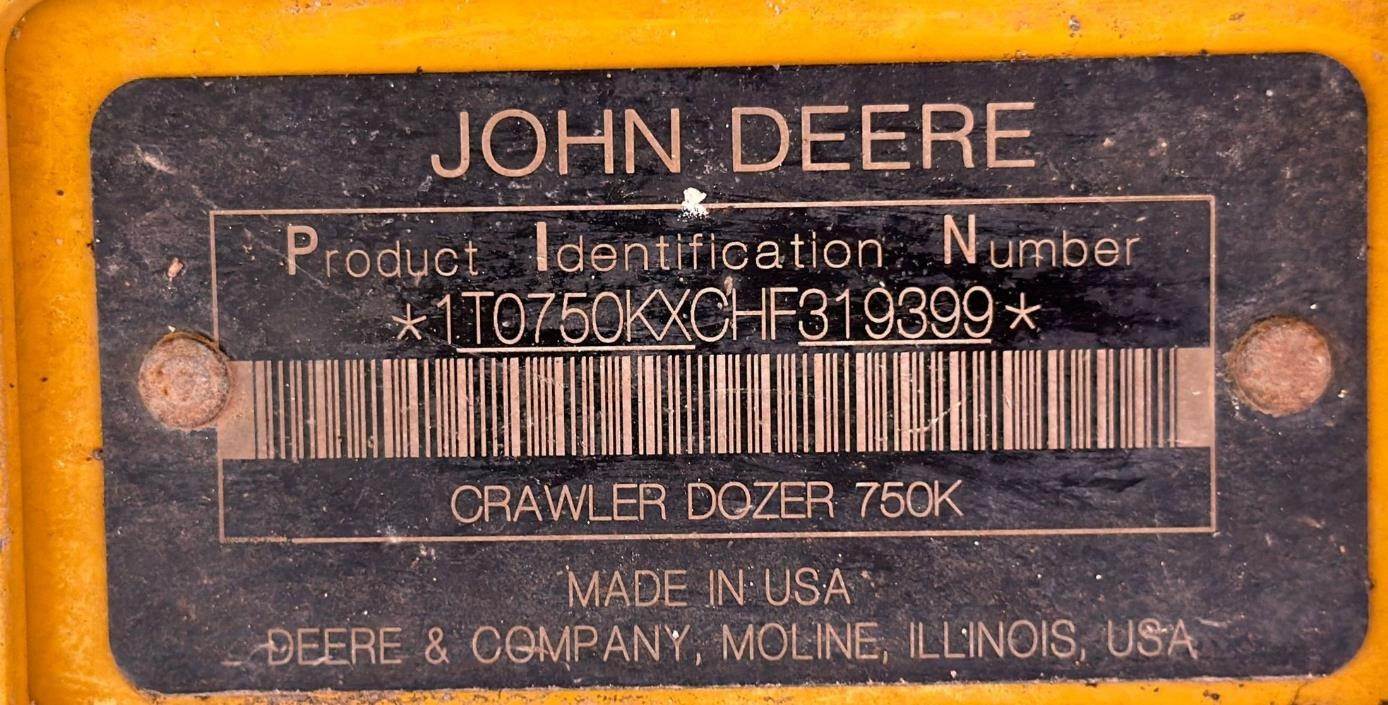 JOHN DEERE
Product Identification Number
*1T0750KXCHF319399*
CRAWLER DOZER 750K
MADE IN USA
DEERE & COMPANY, MOLINE, ILLINOIS, USA